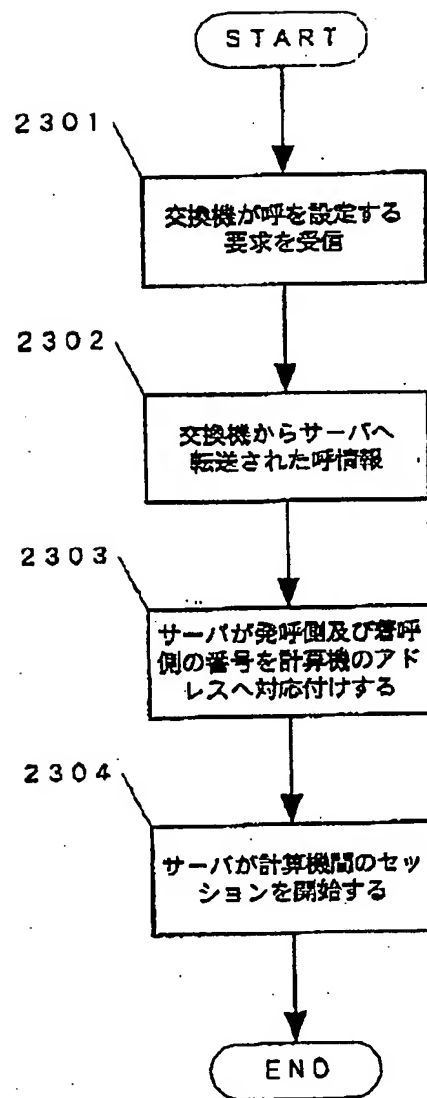 START
2301
交換機が呼を設定する
要求を受信
2302
交換機からサーバへ
転送された呼情報
2303
サーバが発呼側及び着呼
側の番号を計算機のアド
レスへ対応付けする
2304
サーバが計算機間のセッ
ションを開始する
END